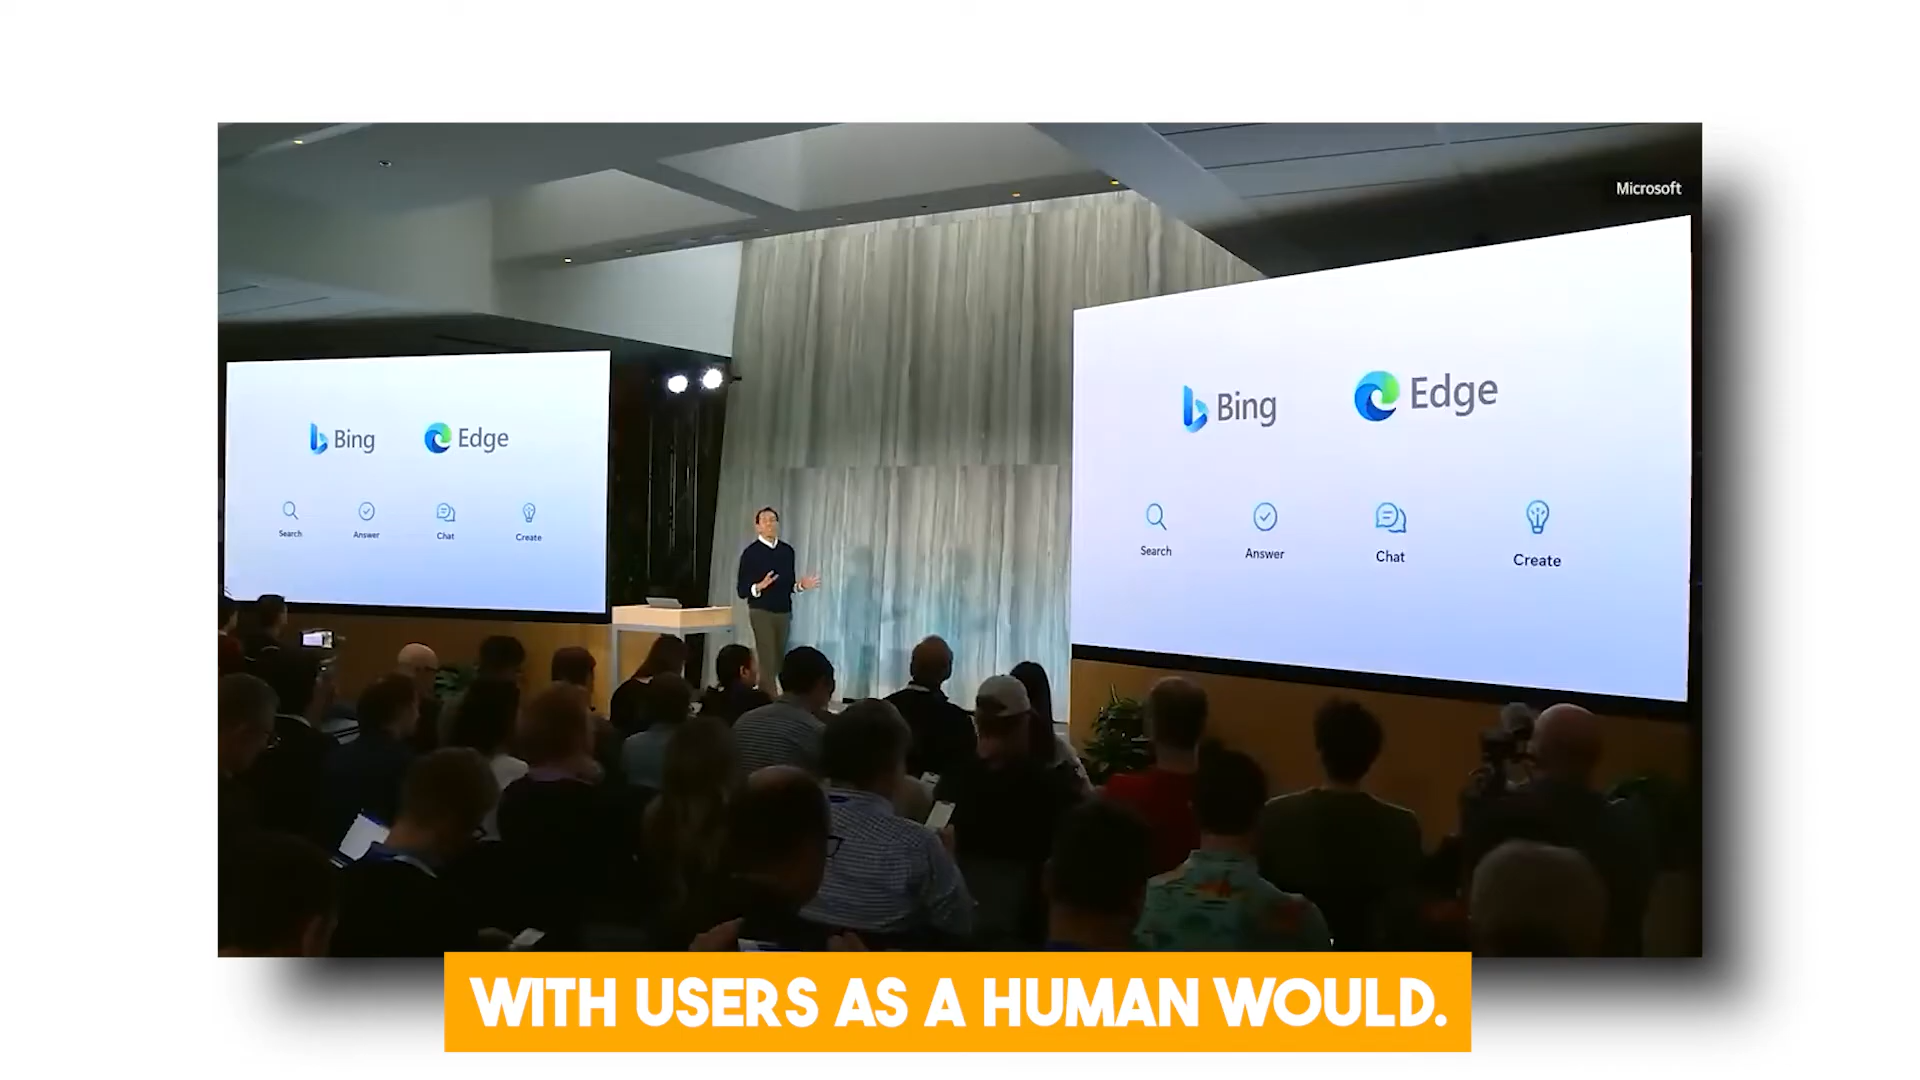 Microsoft
Bing Edge
Search Answer Chat Create
Bing Edge
Search Answer Chat Create
WITH USERS AS A HUMAN WOULD.